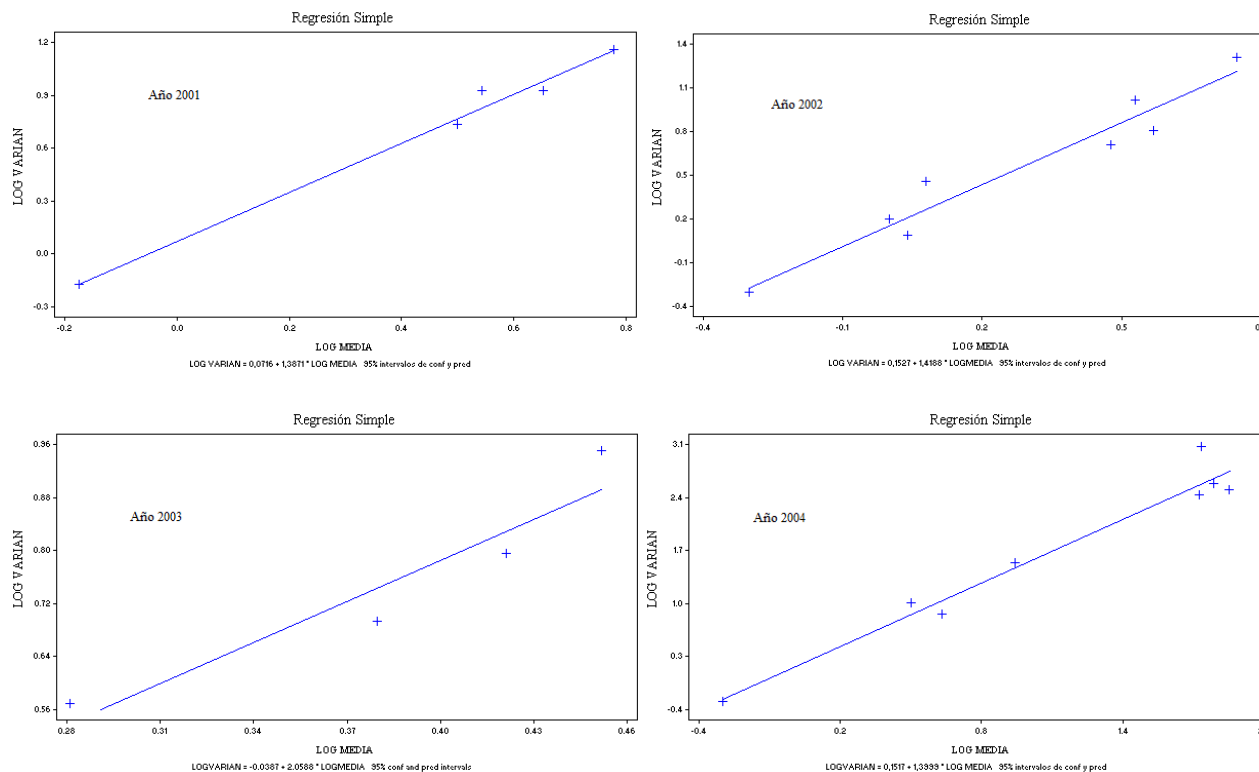 Regresión Simple
1.2
0.9
0.6
0.3
0.0
-0.3
LOG VARIAN
Año 2001
-0.2
0.0
0.2
0.4
0.6
0.8
LOG MEDIA
LOG VARIAN = 0,0716 + 1,3871 * LOG MEDIA 95% intervalos de conf y pred
Regresión Simple
1.4
1.1
0.8
0.5
0.2
-0.1
-0.4
LOG VARIAN
Año 2002
-0.4
-0.1
0.2
0.5
LOG MEDIA
LOG VARIAN = 0,1527 + 1,4188 * LOGMEDIA 95% intervalos de conf y pred
Regresión Simple
0.96
0.88
0.80
0.72
0.64
0.56
LOG VARIAN
Año 2003
0.28
0.31
0.34
0.37
0.40
0.43
0.46
LOG MEDIA
LOGVARIAN = -0.0387 + 2.0588 * LOGMEDIA 95% conf and pred intervals
Regresión Simple
3.1
2.4
1.7
1.0
0.3
-0.4
LOG VARIAN
Año 2004
-0.4
0.2
0.8
1.4
LOG MEDIA
LOGVARIAN = 0,1517 + 1,3999 * LOG MEDIA 95% intervalos de conf y pred